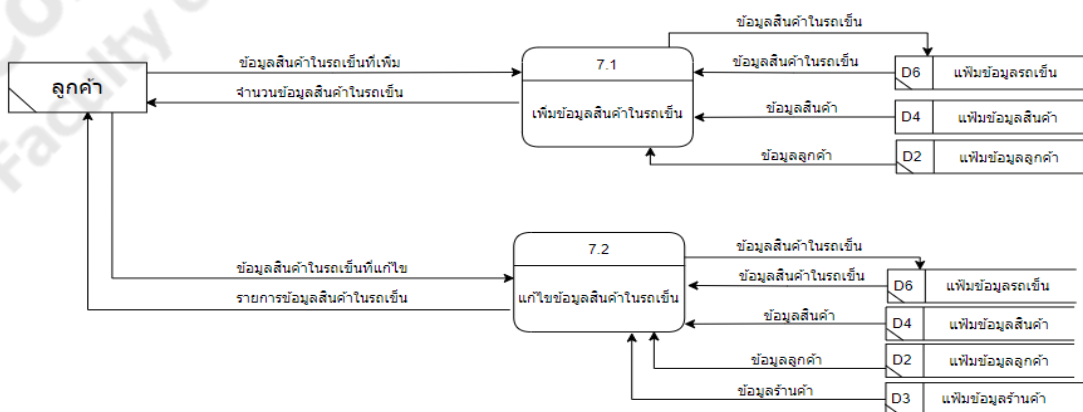 ข้อมูลสินค้าในรถเข็น
ข้อมูลสินค้าในรถเข็นที่เพิ่ม
7.1
ข้อมูลสินค้าในรถเข็น
D6
แฟ้มข้อมูลรถเข็น
ลูกค้า
จำนวนข้อมูลสินค้าในรถเข็น
เพิ่มข้อมูลสินค้าในรถเข็น
ข้อมูลสินค้า
D4
แฟ้มข้อมูลสินค้า
ข้อมูลลูกค้า
D2
แฟ้มข้อมูลลูกค้า
Faculty
7.2
ข้อมูลสินค้าในรถเข็น
ข้อมูลสินค้าในรถเข็นที่แก้ไข
ข้อมูลสินค้าในรถเข็น
D6
แฟ้มข้อมูลรถเข็น
รายการข้อมูลสินค้าในรถเข็น
แก้ไขข้อมูลสินค้าในรถเข็น
ข้อมูลสินค้า
D4
แฟ้มข้อมูลสินค้า
ข้อมูลลูกค้า
D2
แฟ้มข้อมูลลูกค้า
ข้อมูลร้านค้า
D3
แฟ้มข้อมูลร้านค้า